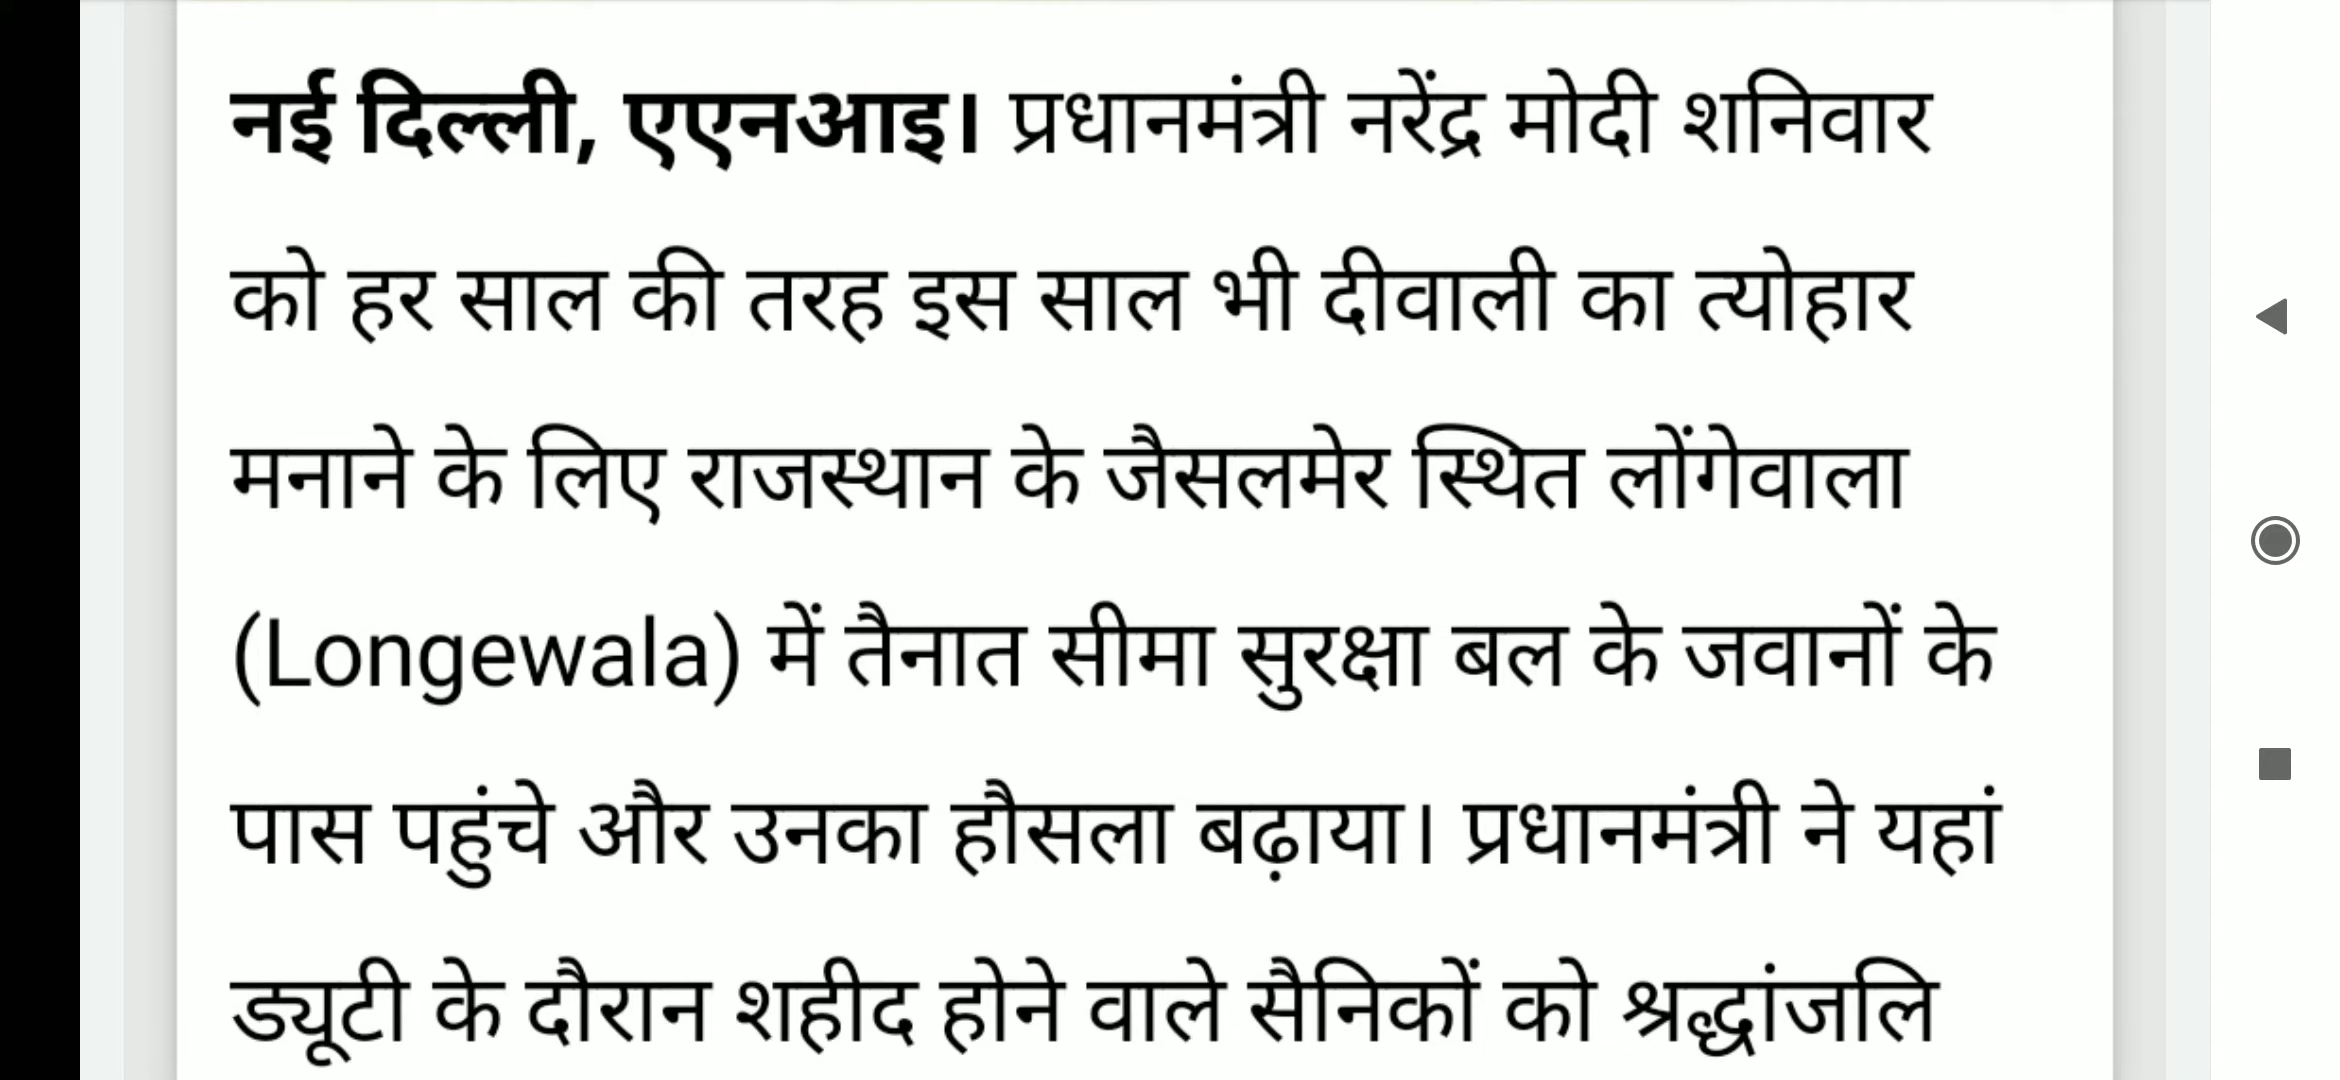 नई दिल्ली, एएनआइ। प्रधानमंत्री नरेंद्र मोदी शनिवार
को हर साल की तरह इस साल भी दीवाली का त्योहार
मनाने के लिए राजस्थान के जैसलमेर स्थित लोंगेवाला
(Longewala) में तैनात सीमा सुरक्षा बल के जवानों के
पास पहुंचे और उनका हौसला बढ़ाया। प्रधानमंत्री ने यहां
ड्यूटी के दौरान शहीद होने वाले सैनिकों को श्रद्धांजलि